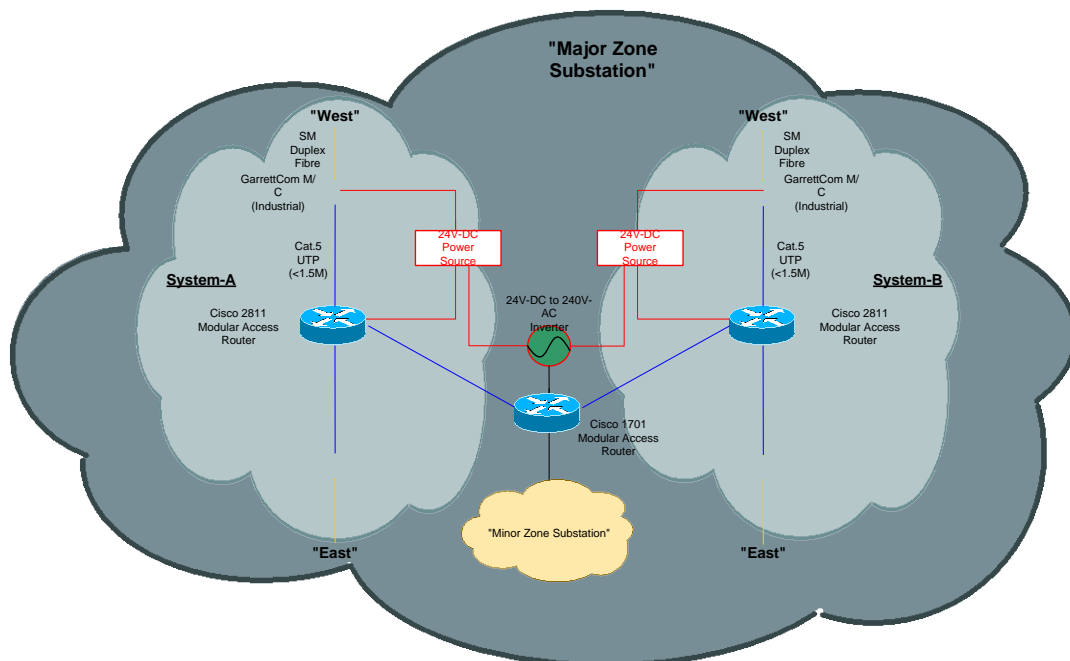 "Major Zone
Substation"
"West"
SM
Duplex
Fibre
GarrettCom M/
C
(Industrial)
24V-DC
Power
Source
Cat.5
UTP
(<1.5M)
System-A
Cisco 2811
Modular Access
Router
"East"
"West"
SM
Duplex
Fibre
GarrettCom M/
C
(Industrial)
24V-DC
Power
Source
Cat.5
UTP
(<1.5M)
System-B
Cisco 2811
Modular Access
Router
"East"
24V-DC to 240V-
AC
Inverter
Cisco 1701
Modular Access
Router
"Minor Zone Substation"